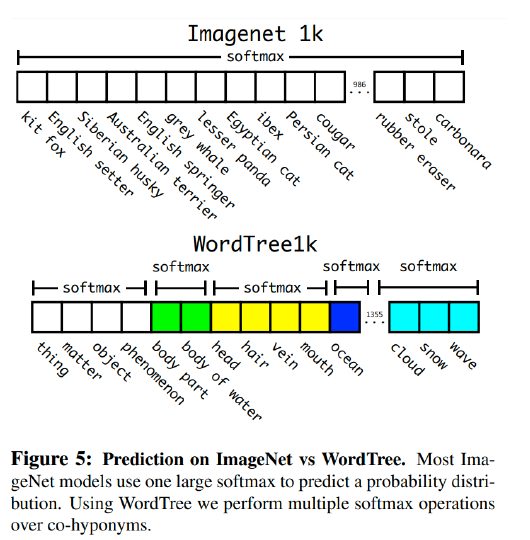 Imagenet 1k
softmax
986
...
kit fox
English setter
Siberian husky
Australian terrier
English springer
grey whale
lesser panda
Egyptian cat
ibex
Persian cat
cougar
rubber eraser
stole
carbonara
WordTree1k
softmax
softmax
softmax
softmax
softmax
1355
...
thing
matter
object
phenomenon
body part
body of water
head
hair
vein
mouth
ocean
cloud
snow
wave
Figure 5: Prediction on ImageNet vs WordTree. Most Ima-
geNet models use one large softmax to predict a probability distri-
bution. Using WordTree we perform multiple softmax operations
over co-hyponyms.